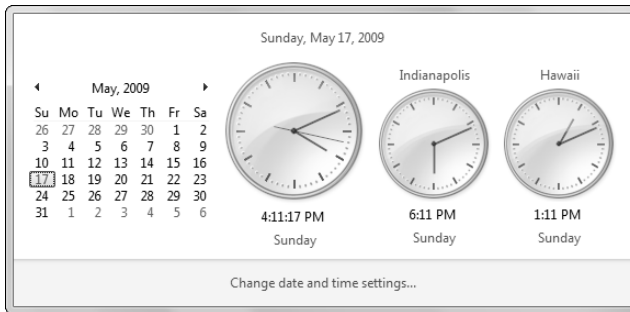 Sunday, May 17, 2009
May, 2009
Su Mo Tu We Th Fr Sa
26 27 28 29 30 1 2
3 4 5 6 7 8 9
10 11 12 13 14 15 16
17 18 19 20 21 22 23
24 25 26 27 28 29 30
31 1 2 3 4 5 6
4:11:17 PM
Sunday
Indianapolis
6:11 PM
Sunday
Hawaii
1:11 PM
Sunday
Change date and time settings...